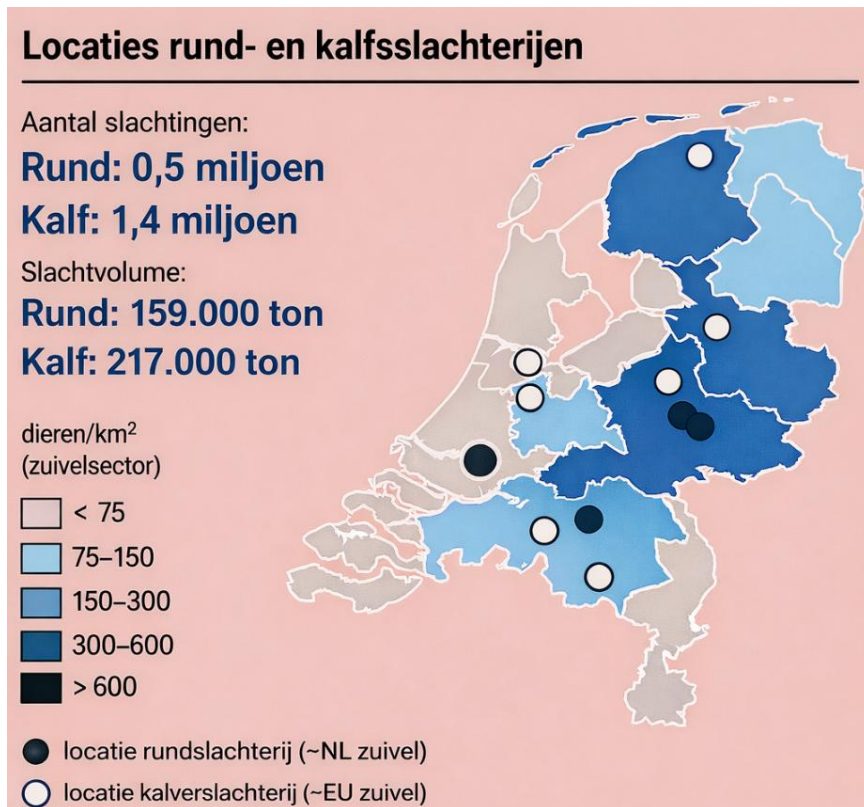 Locaties rund- en kalfsslachterijen
Aantal slachtingen:
Rund: 0,5 miljoen
Kalf: 1,4 miljoen
Slachtvolume:
Rund: 159.000 ton
Kalf: 217.000 ton
dieren/km²
(zuivelsector)
< 75
75–150
150–300
300–600
> 600
locatie rundslachterij (~NL zuivel)
locatie kalverslachterij (~EU zuivel)